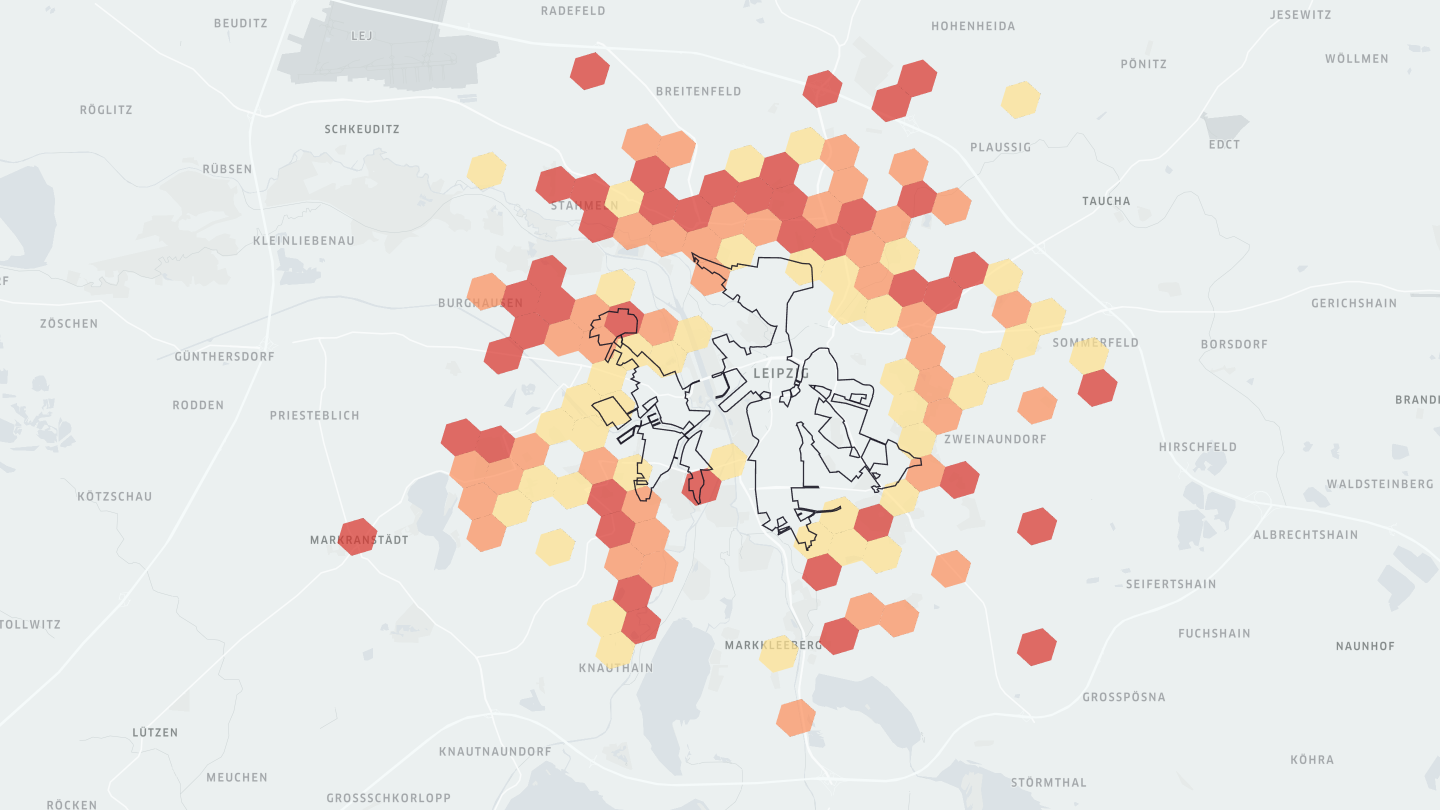 RADEFELD
JESEWITZ
BEUDITZ
HOHENHEIDA
LEJ
WÖLLMEN
PÖNITZ
BREITENFELD
RÖGLITZ
SCHKEUDITZ
EDCT
PLAUSSIG
RÜBSEN
TAUCHA
STAHMELN
KLEINLIEBENAU
BURGHAUSEN
GERICHSHAIN
ZÖSCHEN
SOMMERFELD
BORSDORF
GÜNTHERSDORF
LEIPZIG
RODDEN
PRIESTEBLICH
ZWEINAUNDORF
HIRSCHFELD
WALDSTEINBERG
KÖTZSCHAU
ALBRECHTSHAIN
MARKRANSTÄDT
SEIFERTSHAIN
TOLLWITZ
FUCHSHAIN
MARKKLEEBERG
NAUNHOF
KNAUTHAIN
GROSSPÖSNA
LÜTZEN
KNAUTNAUNDORF
KÖHRA
MEUCHEN
STÖRMTHAL
GROSSSCHKORLOPP
RÖCKEN